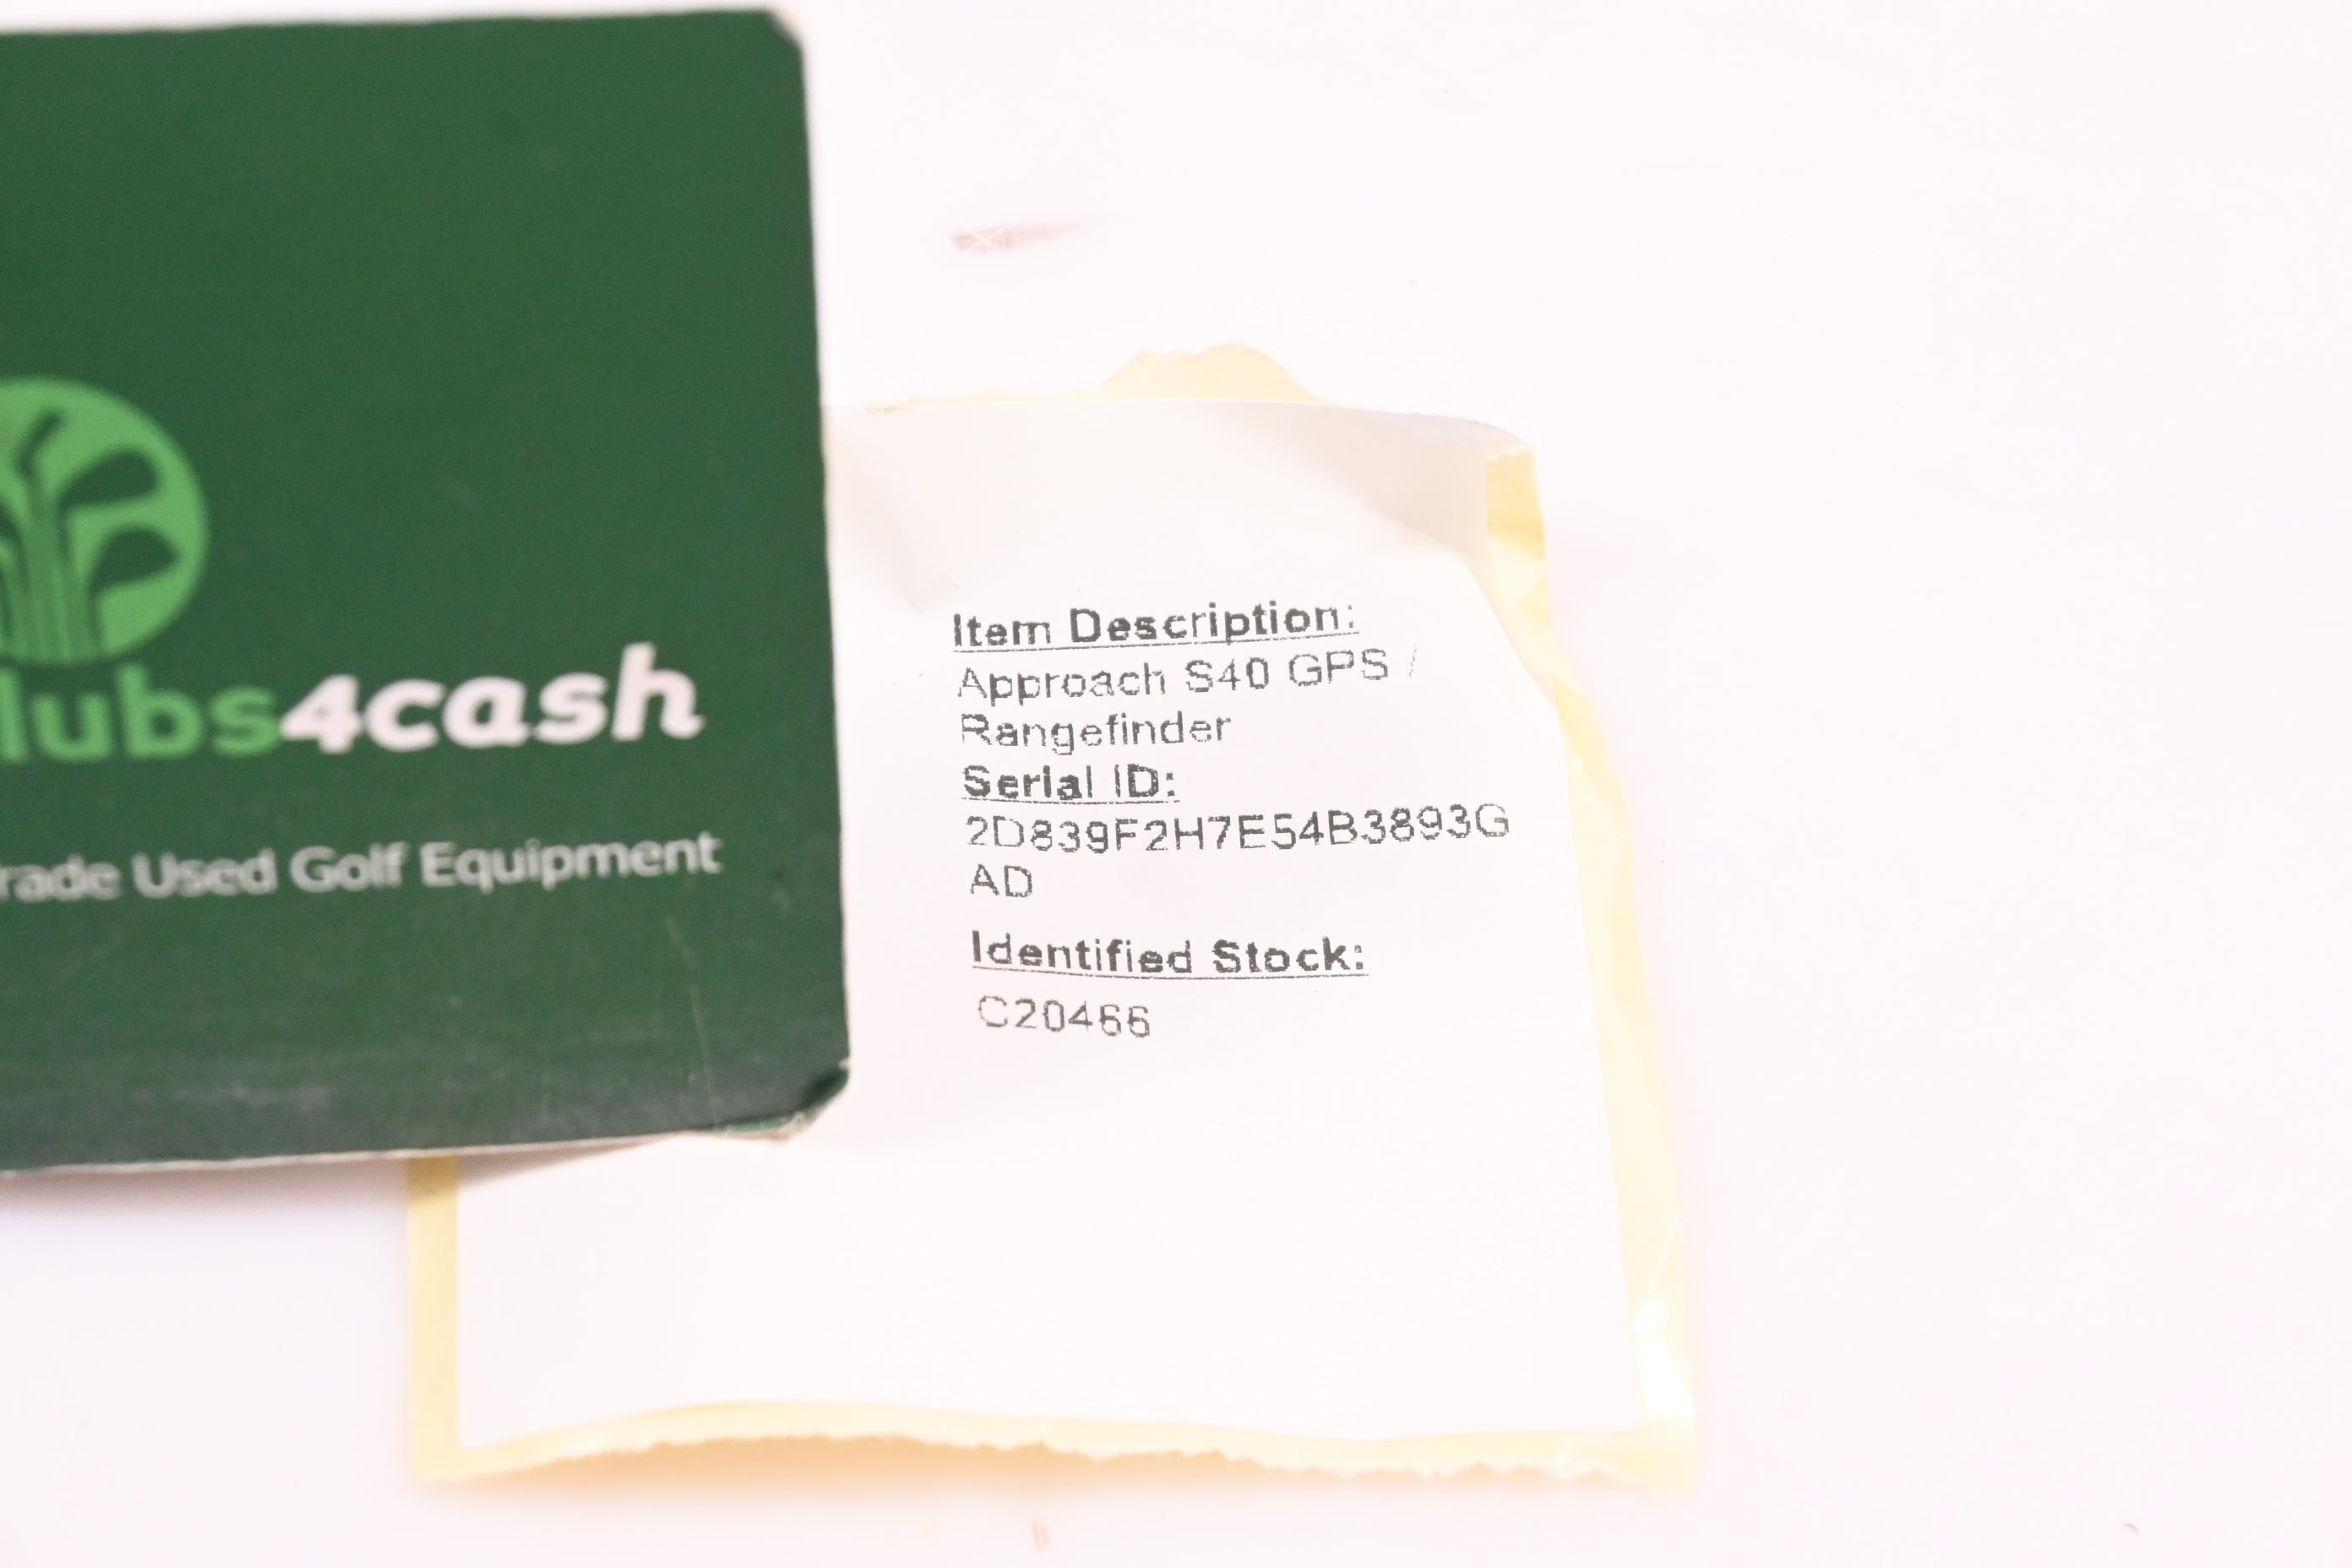 lubs4cash
rade Used Golf Equipment
Item Description:
Approach S40 GPS /
Rangefinder
Serial ID:
2D839F2H7E54B3893G
AD
Identified Stock:
C20466